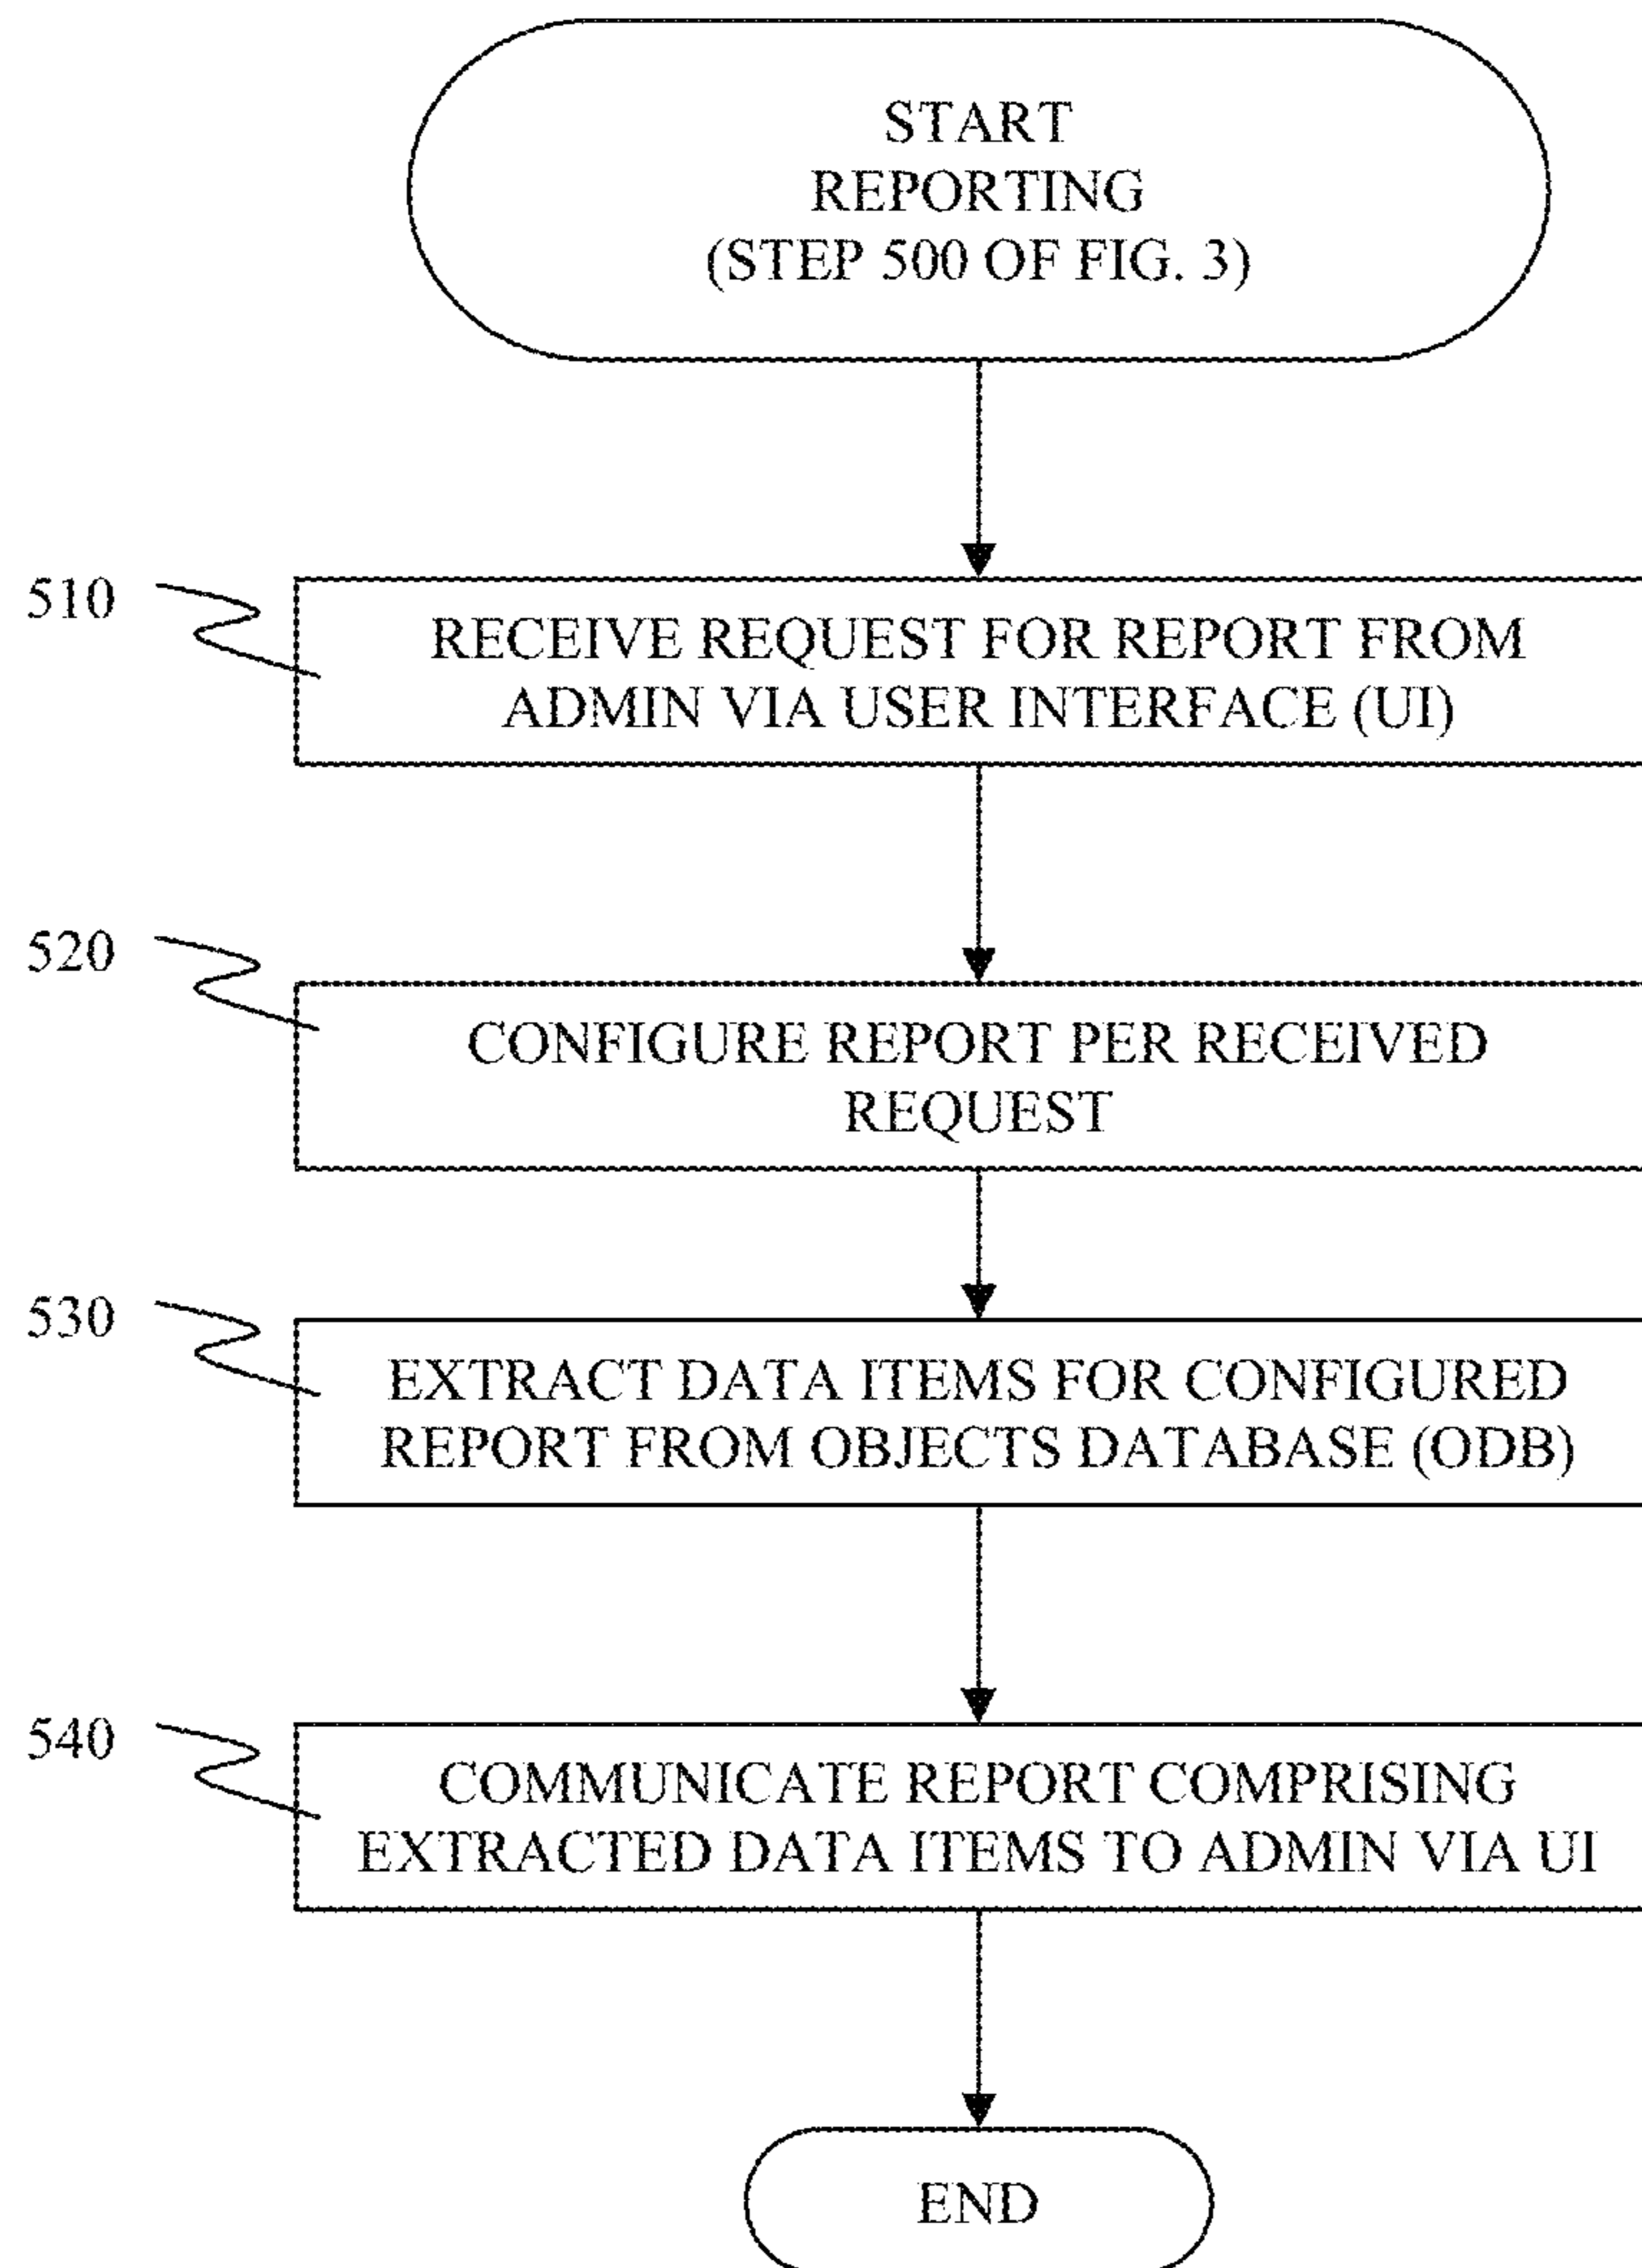 START
REPORTING
(STEP 500 OF FIG. 3)
510
RECEIVE REQUEST FOR REPORT FROM
ADMIN VIA USER INTERFACE (UI)
520
CONFIGURE REPORT PER RECEIVED
REQUEST
530
EXTRACT DATA ITEMS FOR CONFIGURED
REPORT FROM OBJECTS DATABASE (ODB)
540
COMMUNICATE REPORT COMPRISING
EXTRACTED DATA ITEMS TO ADMIN VIA UI
END